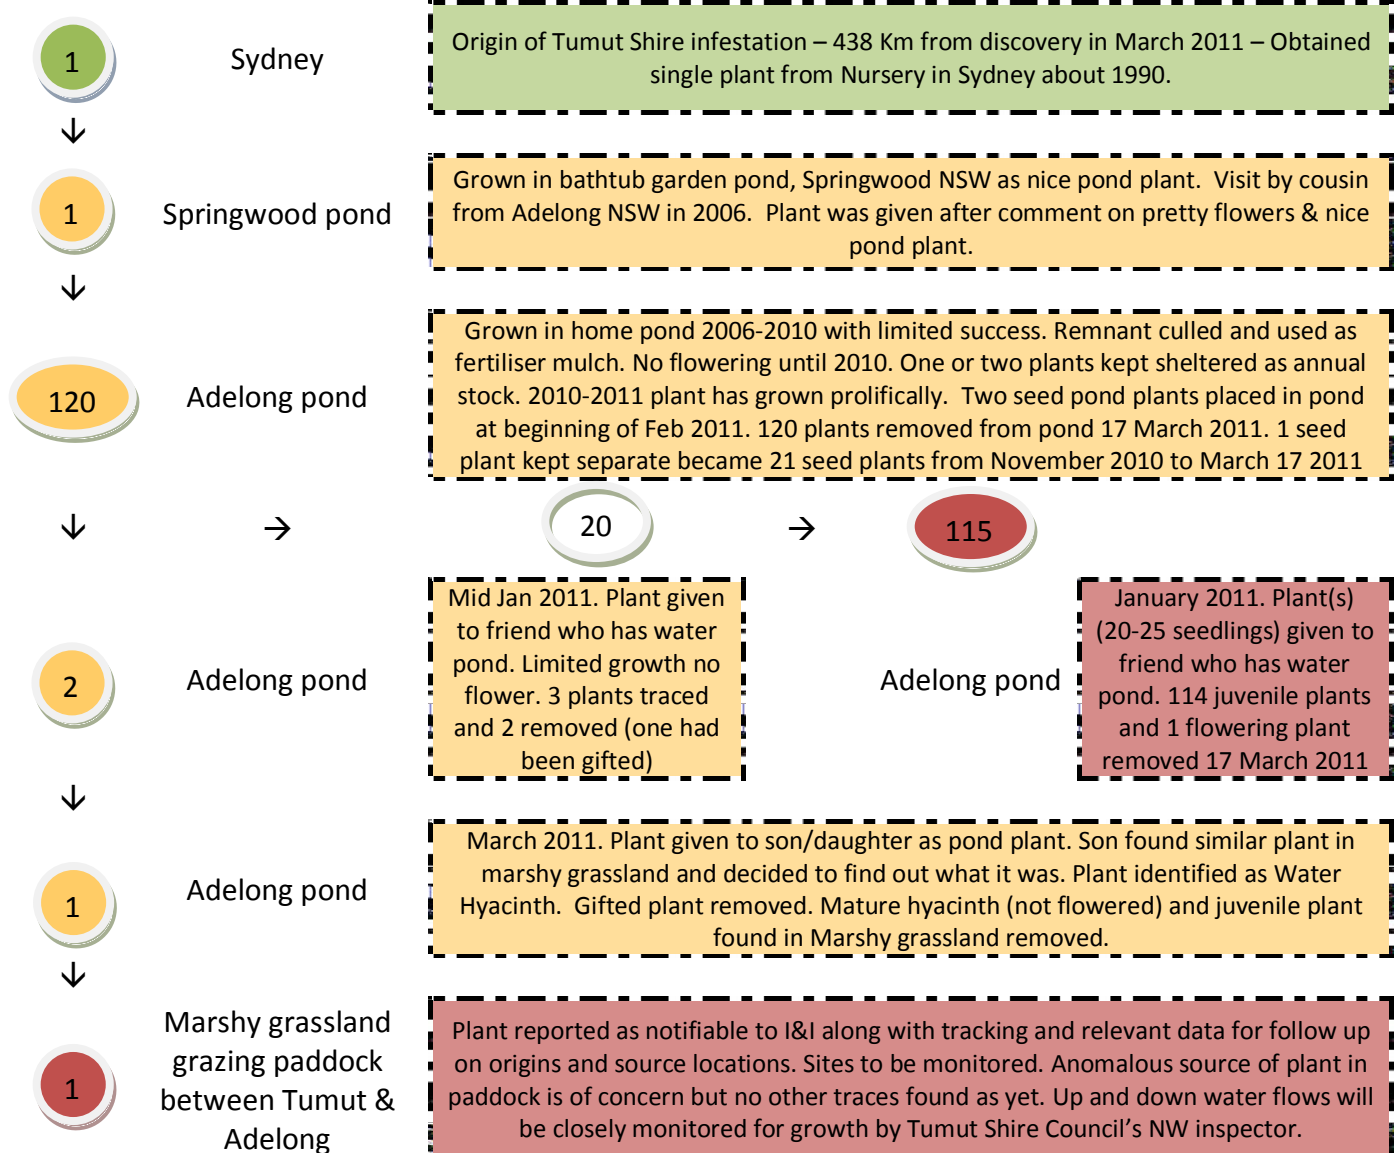 1
Sydney
Origin of Tumut Shire infestation – 438 Km from discovery in March 2011 – Obtained
single plant from Nursery in Sydney about 1990.
↓
1
Springwood pond
Grown in bathtub garden pond, Springwood NSW as nice pond plant.  Visit by cousin
from Adelong NSW in 2006.  Plant was given after comment on pretty flowers & nice
pond plant.
↓
120
Adelong pond
Grown in home pond 2006-2010 with limited success. Remnant culled and used as
fertiliser mulch. No flowering until 2010. One or two plants kept sheltered as annual
stock. 2010-2011 plant has grown prolifically.  Two seed pond plants placed in pond
at beginning of Feb 2011. 120 plants removed from pond 17 March 2011. 1 seed
plant kept separate became 21 seed plants from November 2010 to March 17 2011
↓ → 20 → 115
2
Adelong pond
Mid Jan 2011. Plant given
to friend who has water
pond. Limited growth no
flower. 3 plants traced
and 2 removed (one had
been gifted)
Adelong pond
January 2011. Plant(s)
(20-25 seedlings) given to
friend who has water
pond. 114 juvenile plants
and 1 flowering plant
removed 17 March 2011
↓
1
Adelong pond
March 2011. Plant given to son/daughter as pond plant. Son found similar plant in
marshy grassland and decided to find out what it was. Plant identified as Water
Hyacinth.  Gifted plant removed. Mature hyacinth (not flowered) and juvenile plant
found in Marshy grassland removed.
↓
1
Marshy grassland
grazing paddock
between Tumut &
Adelong
Plant reported as notifiable to I&I along with tracking and relevant data for follow up
on origins and source locations. Sites to be monitored. Anomalous source of plant in
paddock is of concern but no other traces found as yet. Up and down water flows will
be closely monitored for growth by Tumut Shire Council’s NW inspector.